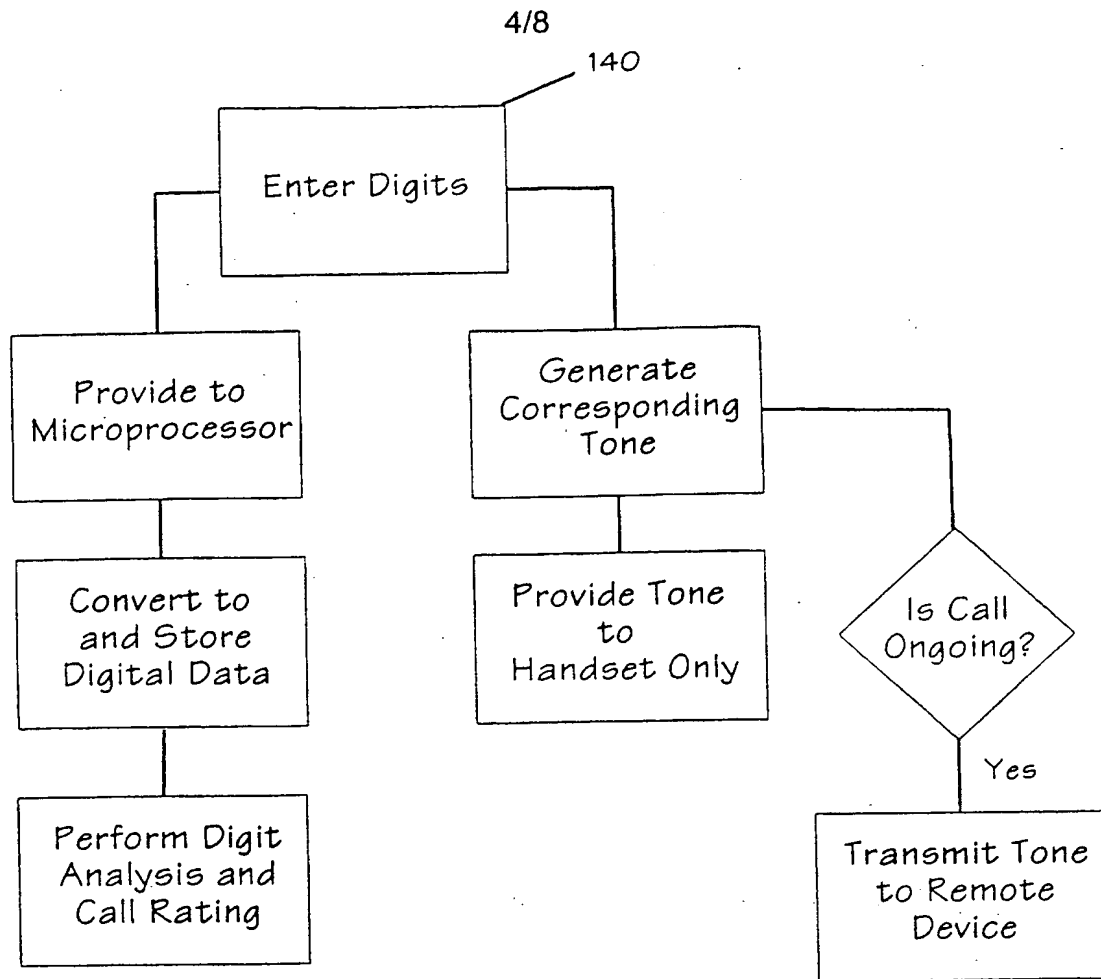 4/8
140
Enter Digits
Provide to
Microprocessor
Generate
Corresponding
Tone
Convert to
and Store
Digital Data
Provide Tone
to
Handset Only
Is Call
Ongoing?
Yes
Perform Digit
Analysis and
Call Rating
Transmit Tone
to Remote
Device